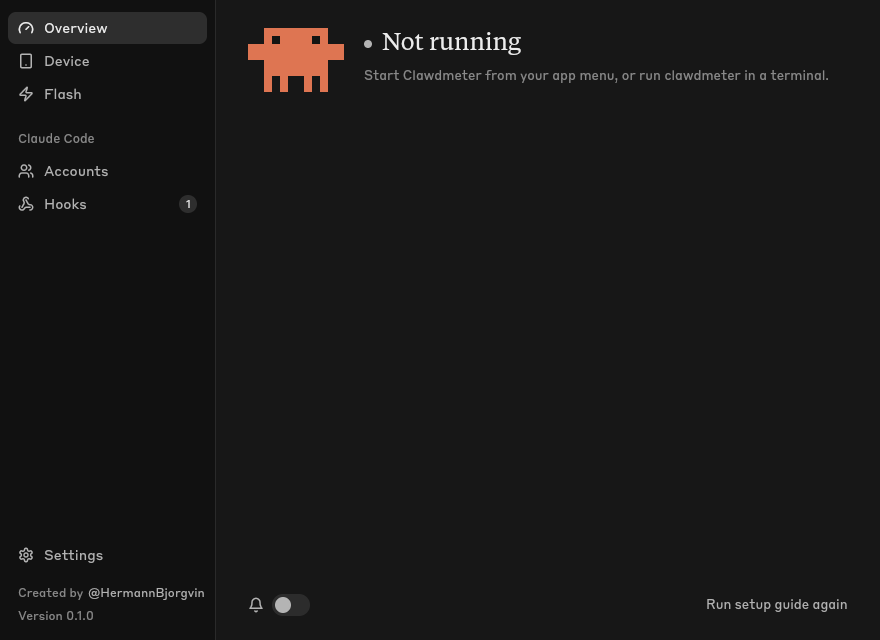 Overview
Device
Flash
Claude Code
Accounts
Hooks 1
Settings
Created by @HermannBjorgvin
Version 0.1.0
Not running
Start Clawdmeter from your app menu, or run clawdmeter in a terminal.
Run setup guide again